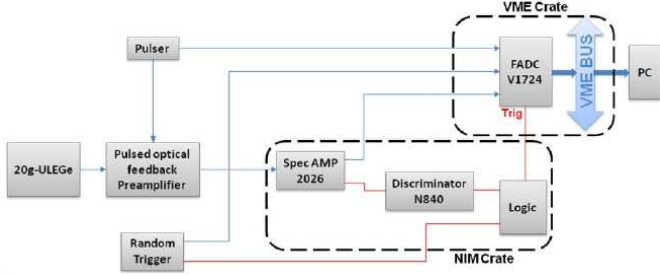 VME Crate
Pulser
FADC
V1724
VME BUS
PC
Trig
20g-ULEGe
Pulsed optical
feedback
Preamplifier
Spec AMP
2026
Discriminator
N840
Logic
Random
Trigger
NIM Crate